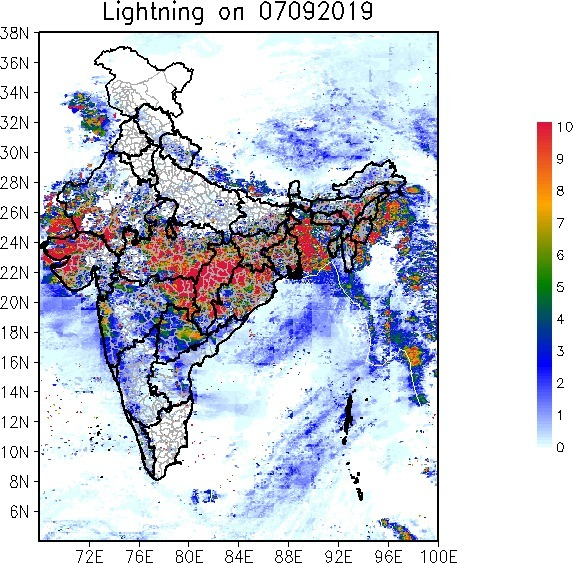 Lightning on 07092019
38N
36N
34N
32N
30N
28N
26N
24N
22N
20N
18N
16N
14N
12N
10N
8N
6N
72E 76E 80E 84E 88E 92E 96E 100E
10
9
8
7
6
5
4
3
2
1
0